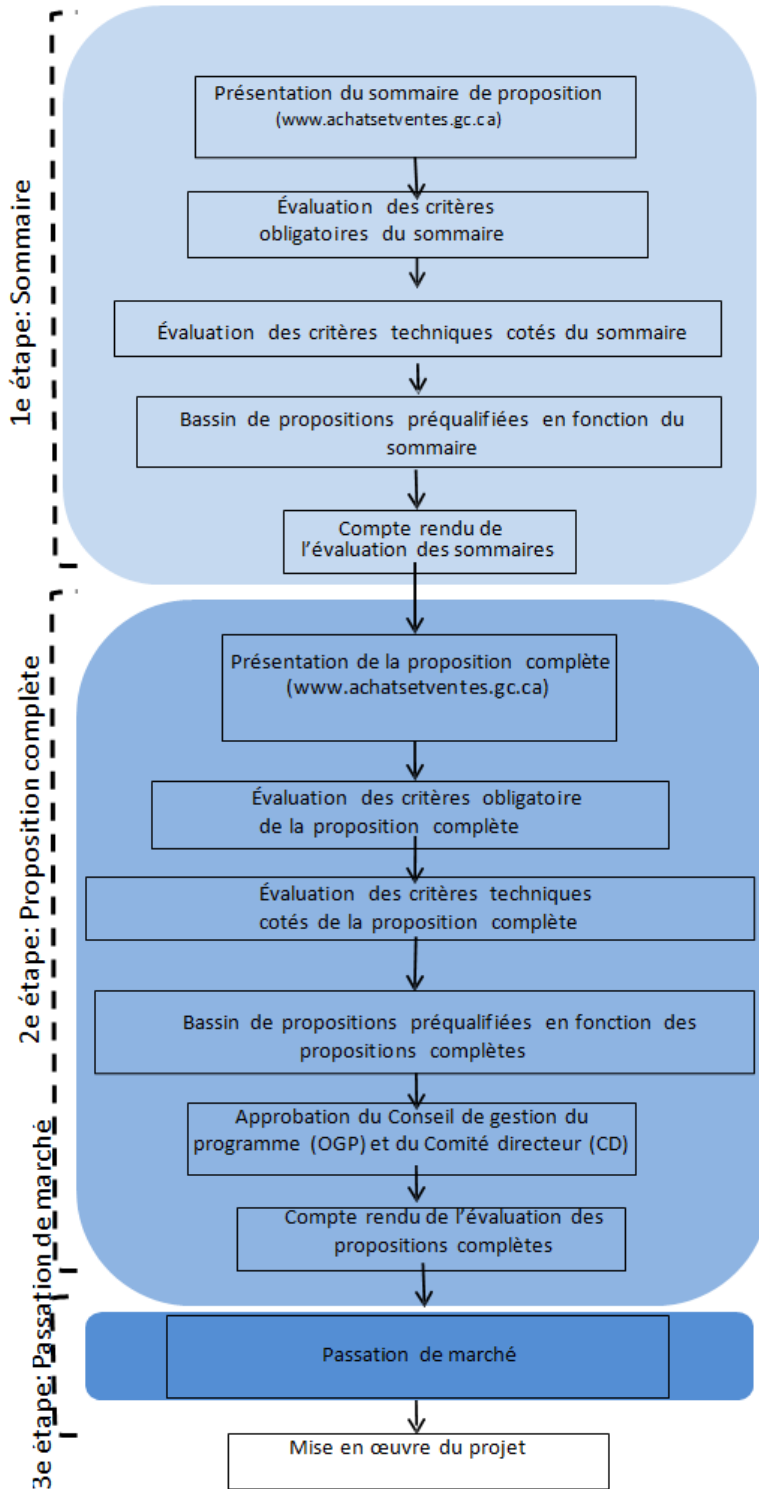 1e étape: Sommaire
Présentation du sommaire de proposition
(www.achatsetventes.gc.ca)
Évaluation des critères
obligatoires du sommaire
Évaluation des critères techniques cotés du sommaire
Bassin de propositions préqualifiées en fonction du
sommaire
Compte rendu de
l’évaluation des sommaires
2e étape: Proposition complète
Présentation de la proposition complète
(www.achatsetventes.gc.ca)
Évaluation des critères obligatoire
de la proposition complète
Évaluation des critères techniques
cotés de la proposition complète
Bassin de propositions préqualifiées en fonction des
propositions complètes
Approbation du Conseil de gestion du
programme (OGP) et du Comité directeur (CD)
Compte rendu de l’évaluation des
propositions complètes
3e étape: Passation de marché
Passation de marché
Mise en œuvre du projet